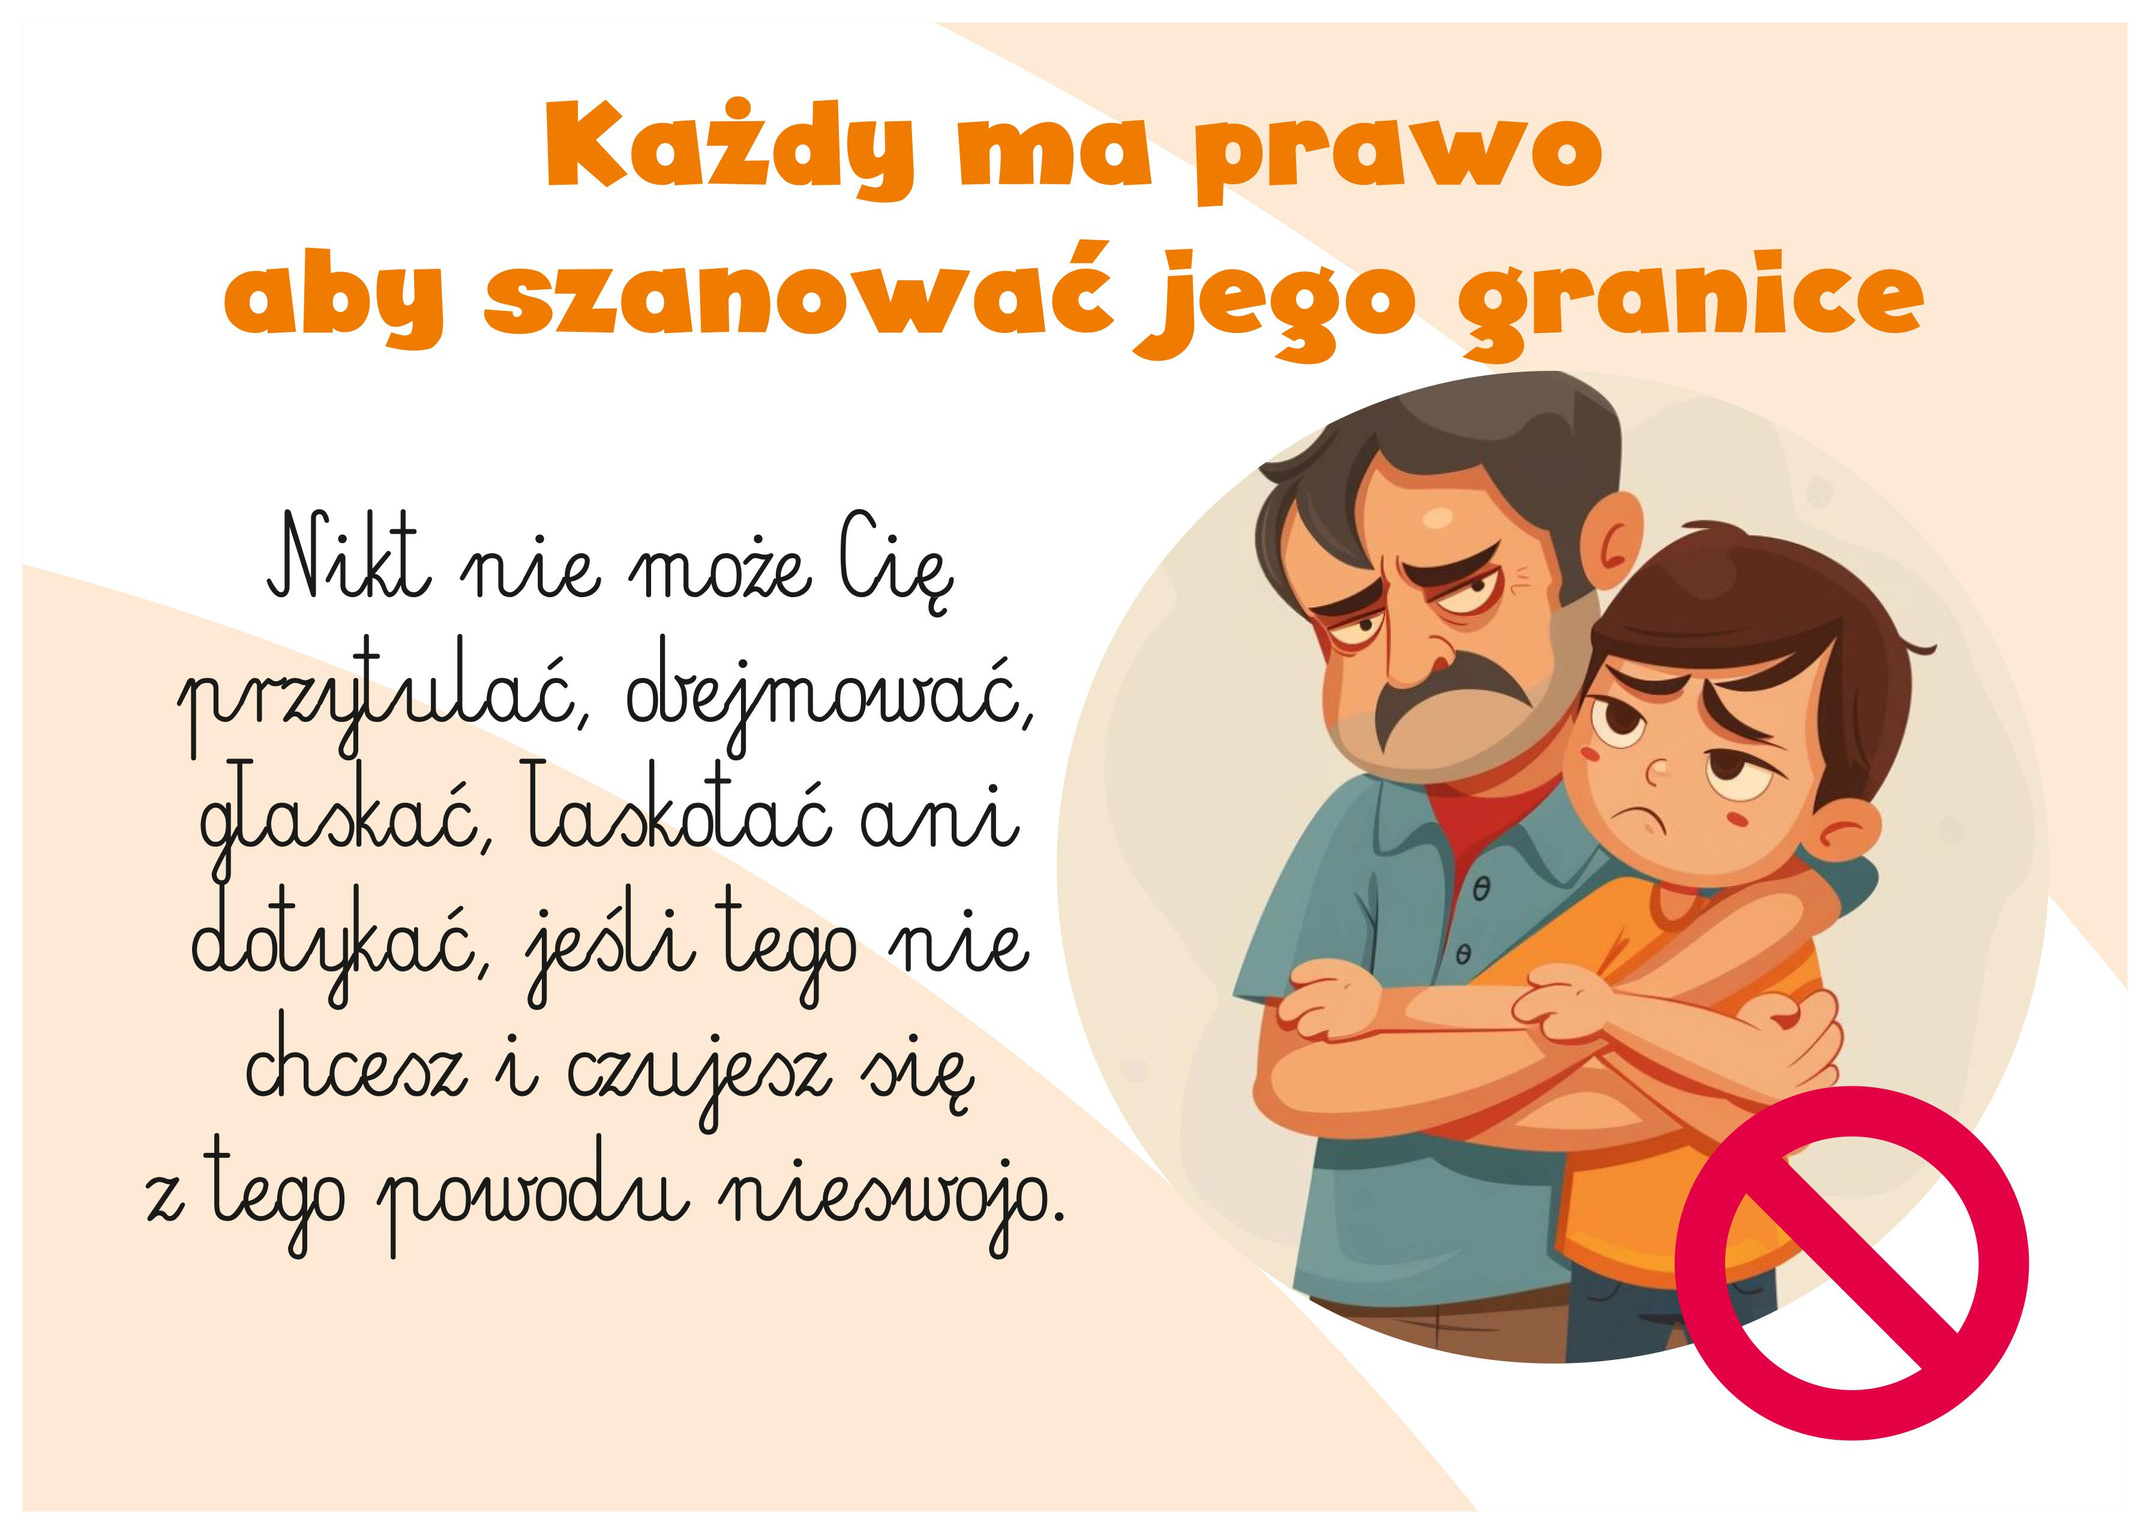 Każdy ma prawo
aby szanować jego granice
Nikt nie może Cię
przytulać, obejmować,
głaskać, łaskotać ani
dotykać, jeśli tego nie
chcesz i czujesz się
z tego powodu nieswojo.